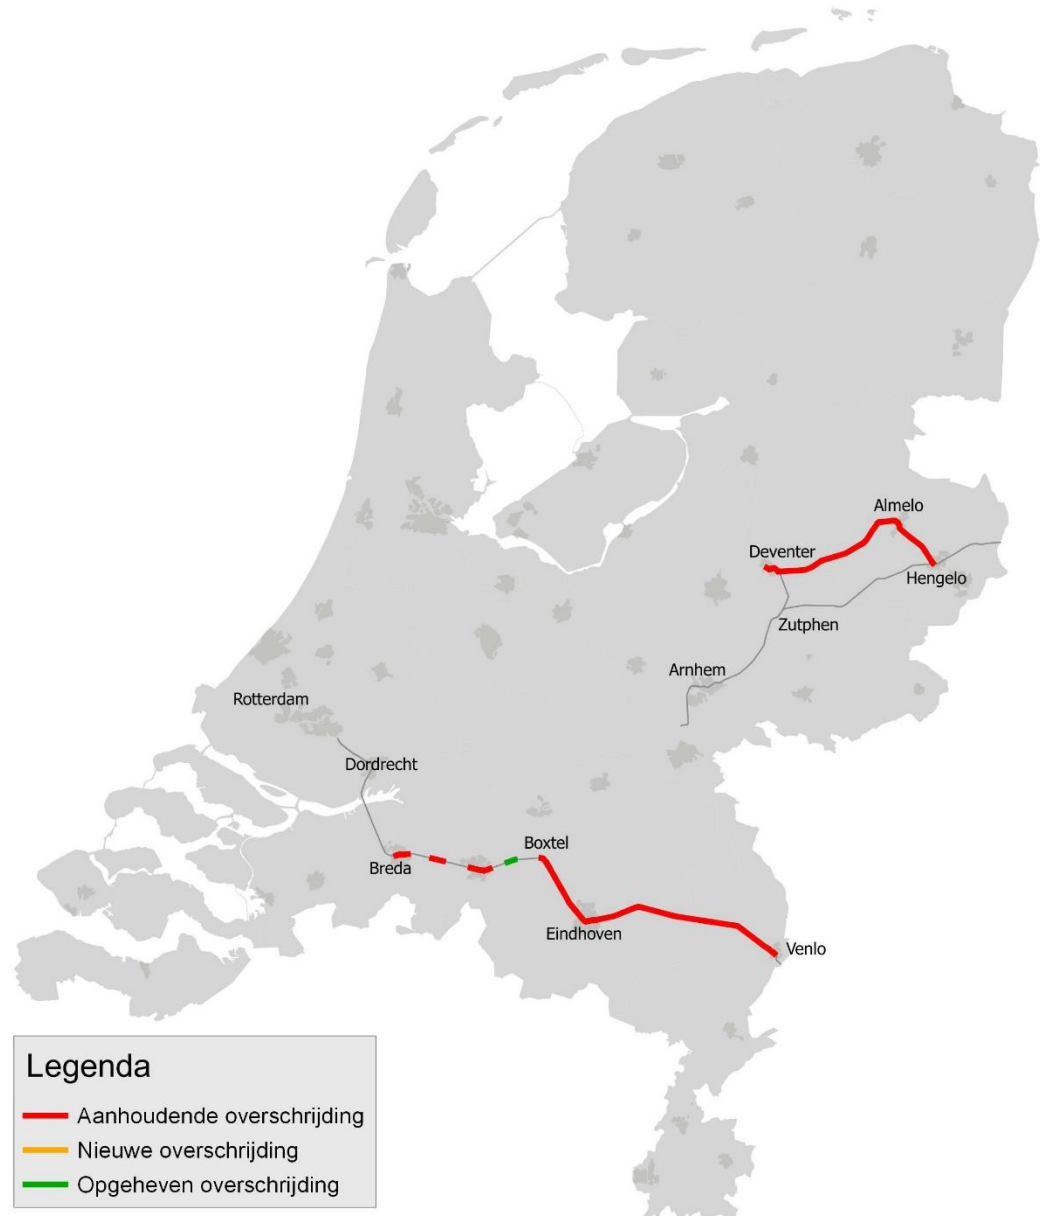 Almelo
Deventer
Hengelo
Zutphen
Arnhem
Rotterdam
Dordrecht
Boxtel
Breda
Eindhoven
Venlo
Legenda
Aanhoudende overschrijding
Nieuwe overschrijding
Opgeheven overschrijding